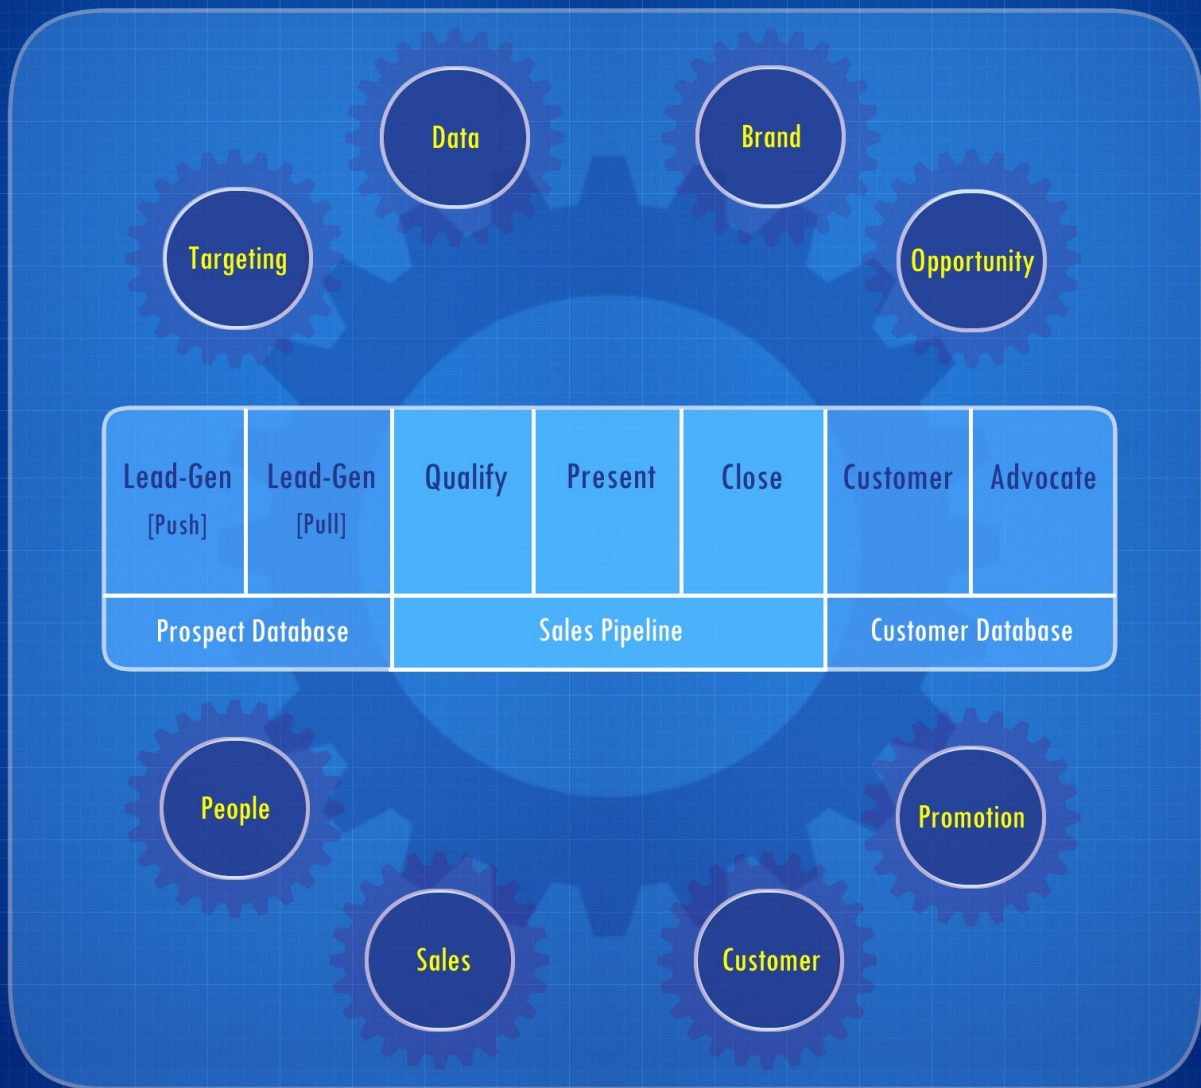 Data
Brand
Targeting
Opportunity
Lead-Gen
[Push]
Lead-Gen
[Pull]
Qualify
Present
Close
Customer
Advocate
Prospect Database
Sales Pipeline
Customer Database
People
Promotion
Sales
Customer